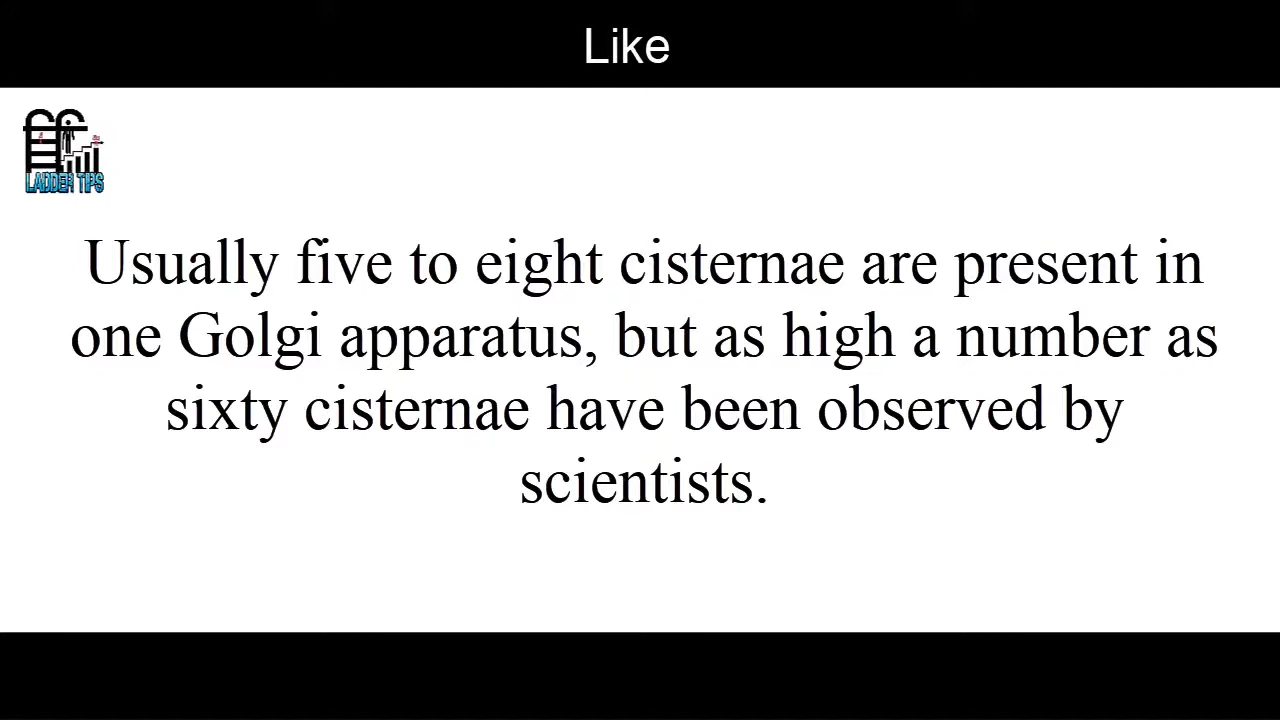 Like
LADDER TIPS
Usually five to eight cisternae are present in
one Golgi apparatus, but as high a number as
sixty cisternae have been observed by
scientists.